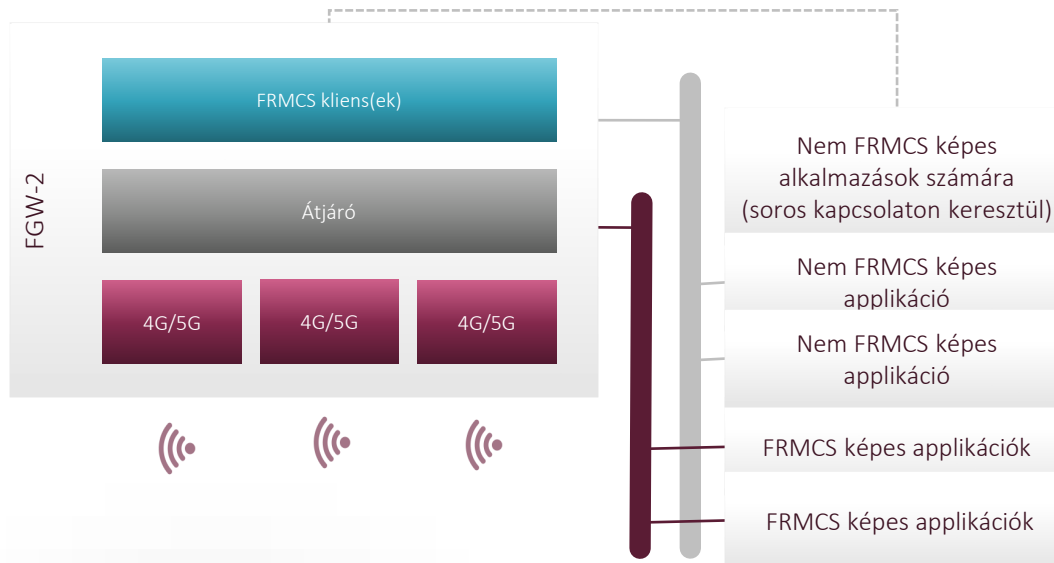 FGW-2
FRMCS kliens(ek)
Átjáró
4G/5G
4G/5G
4G/5G
Nem FRMCS képes
alkalmazások számára
(soros kapcsolaton keresztül)
Nem FRMCS képes
applikáció
Nem FRMCS képes
applikáció
FRMCS képes applikációk
FRMCS képes applikációk